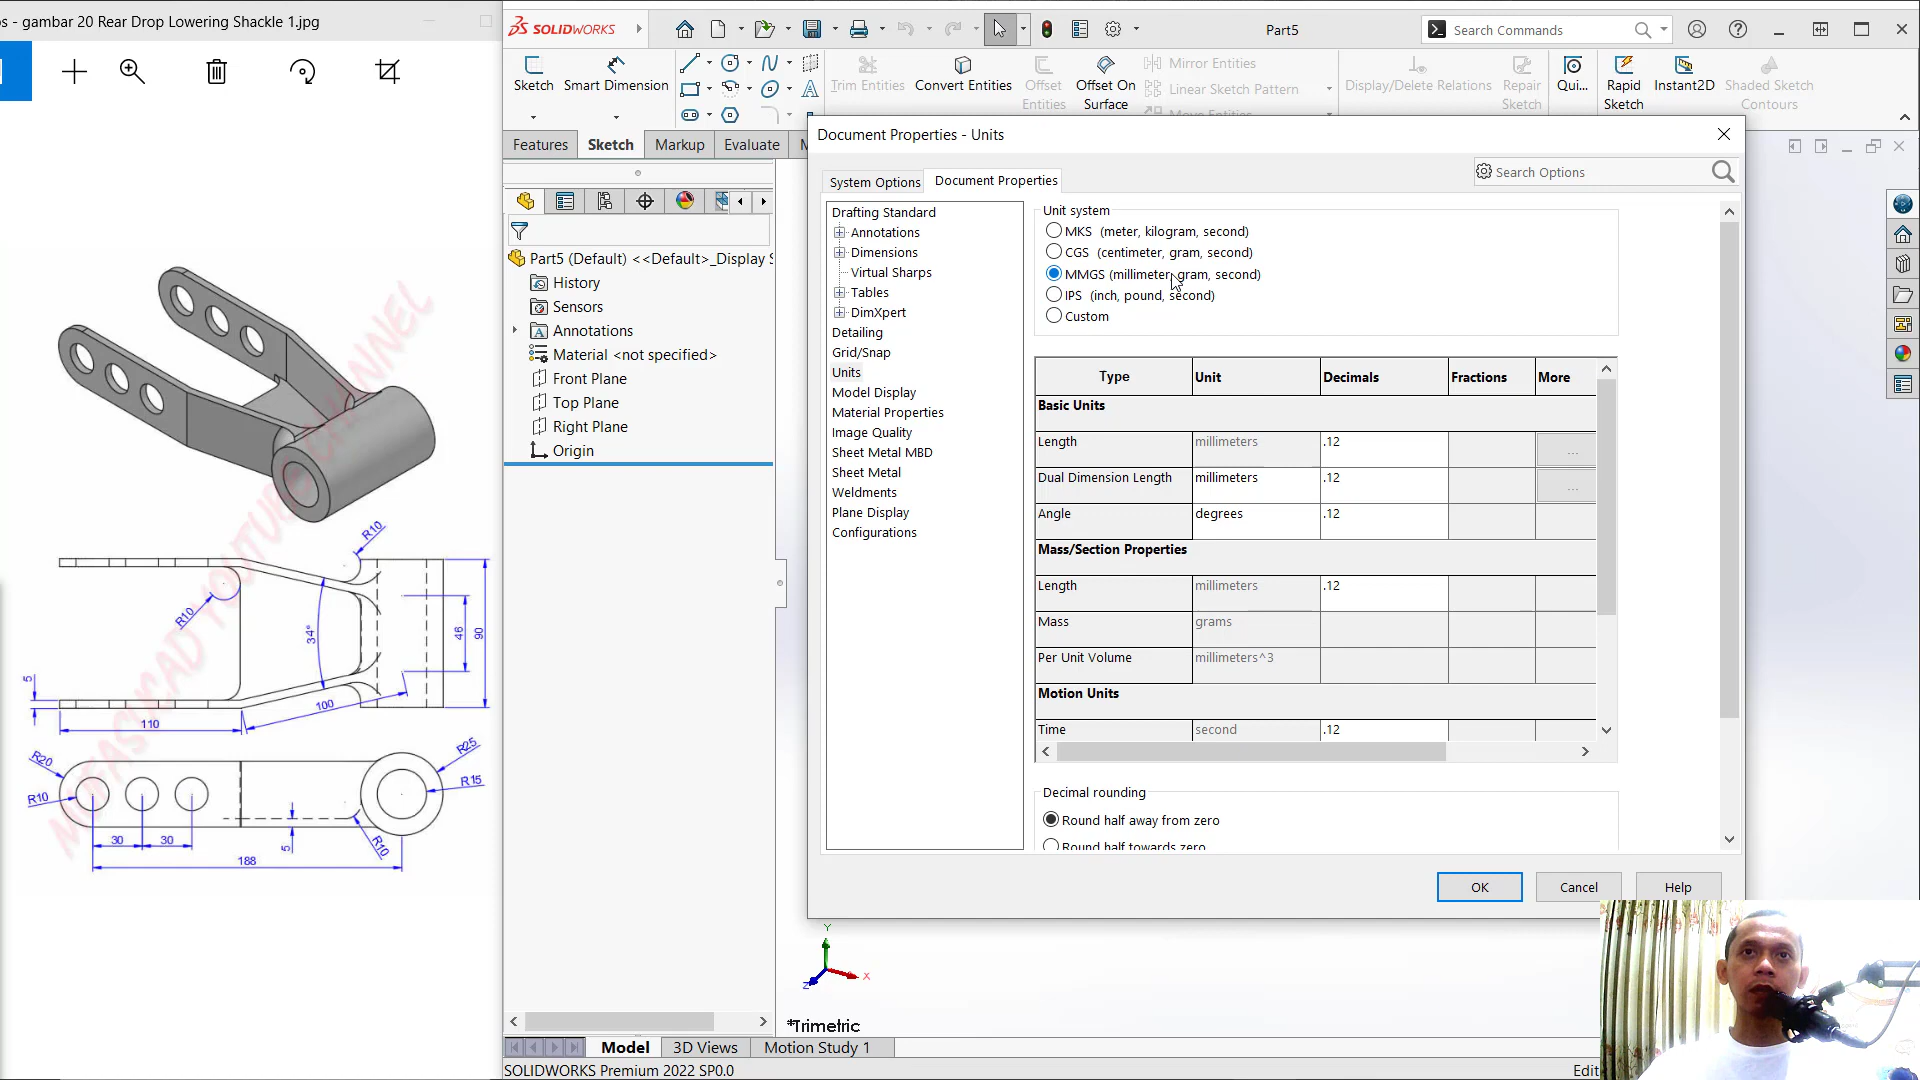 s - gambar 20 Rear Drop Lowering Shackle 1.jpg
SOLIDWORKS
Part5
Search Commands
Sketch
Smart Dimension
Trim Entities
Convert Entities
Offset Entities
Offset On Surface
Mirror Entities
Linear Sketch Pattern
Move Entities
Display/Delete Relations
Repair Sketch
Qui...
Rapid Sketch
Instant2D
Shaded Sketch Contours
Features
Sketch
Markup
Evaluate
Part5 (Default) <<Default>_Display S
History
Sensors
Annotations
Material <not specified>
Front Plane
Top Plane
Right Plane
Origin
Document Properties - Units
System Options
Document Properties
Search Options
Drafting Standard
Annotations
Dimensions
Virtual Sharps
Tables
DimXpert
Detailing
Grid/Snap
Units
Model Display
Material Properties
Image Quality
Sheet Metal MBD
Sheet Metal
Weldments
Plane Display
Configurations
Unit system
MKS (meter, kilogram, second)
CGS (centimeter, gram, second)
MMGS (millimeter, gram, second)
IPS (inch, pound, second)
Custom
Type Unit Decimals Fractions More
Basic Units
Length millimeters .12 ...
Dual Dimension Length millimeters .12 ...
Angle degrees .12
Mass/Section Properties
Length millimeters .12
Mass grams
Per Unit Volume millimeters^3
Motion Units
Time second .12
Decimal rounding
Round half away from zero
Round half towards zero
OK
Cancel
Help
R10
R10
34°
46
90
5
100
110
R20
R25
R10
R15
30
30
5
R10
188
Y
X
Z
*Trimetric
Model
3D Views
Motion Study 1
SOLIDWORKS Premium 2022 SP0.0
Edit